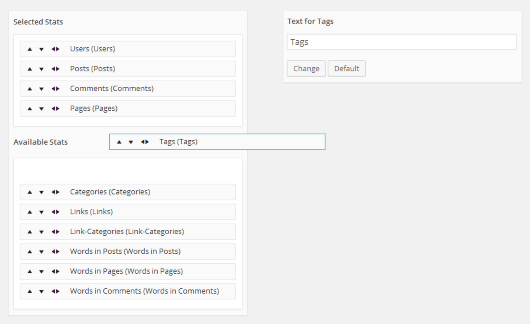 Selected Stats
Users (Users)
Posts (Posts)
Comments (Comments)
Pages (Pages)
Available Stats
Tags (Tags)
Categories (Categories)
Links (Links)
Link-Categories (Link-Categories)
Words in Posts (Words in Posts)
Words in Pages (Words in Pages)
Words in Comments (Words in Comments)
Text for Tags
Tags
Change Default